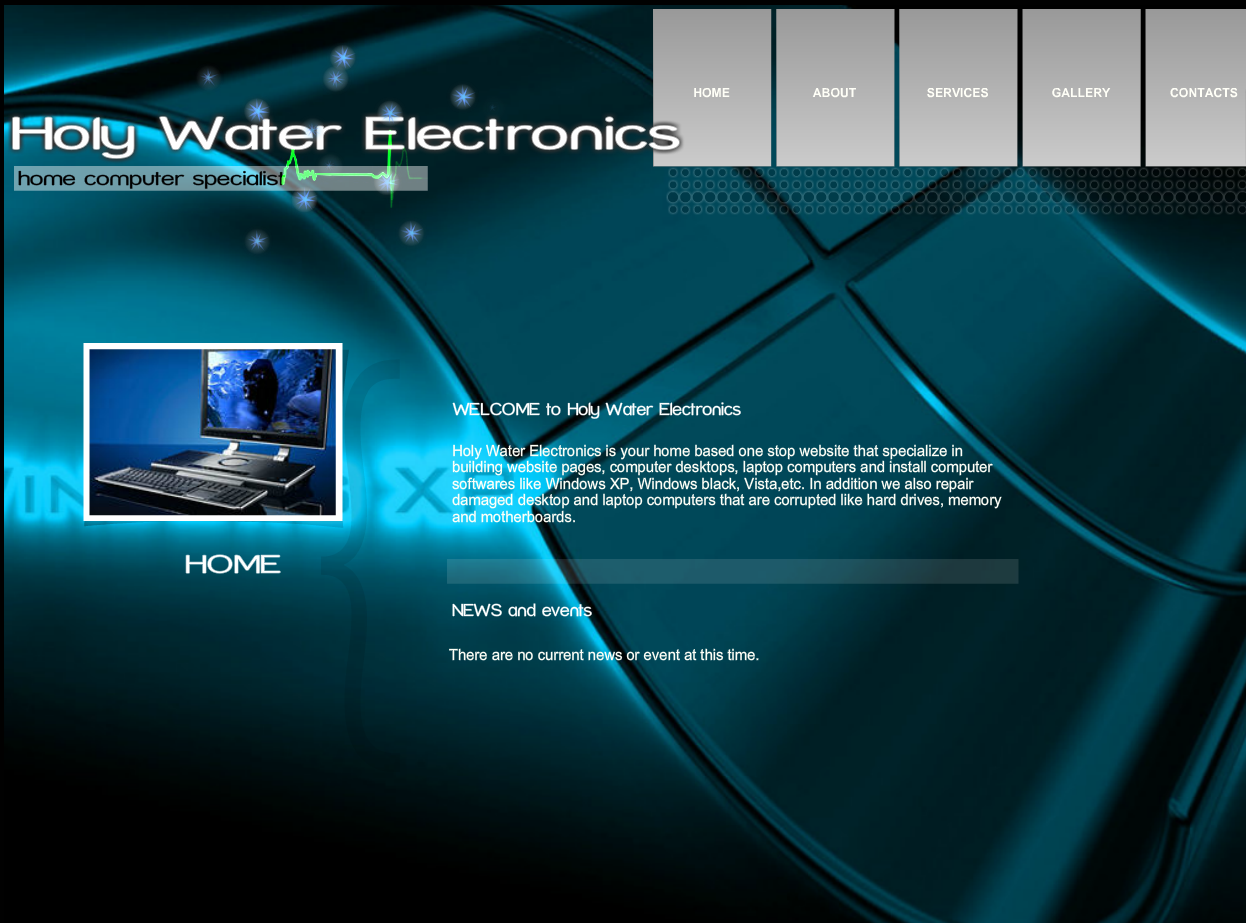 HOME
ABOUT
SERVICES
GALLERY
CONTACTS
Holy Water Electronics
home computer specialist
WELCOME to Holy Water Electronics
Holy Water Electronics is your home based one stop website that specialize in
building website pages, computer desktops, laptop computers and install computer
softwares like Windows XP, Windows black, Vista,etc. In addition we also repair
damaged desktop and laptop computers that are corrupted like hard drives, memory
and motherboards.
HOME
NEWS and events
There are no current news or event at this time.